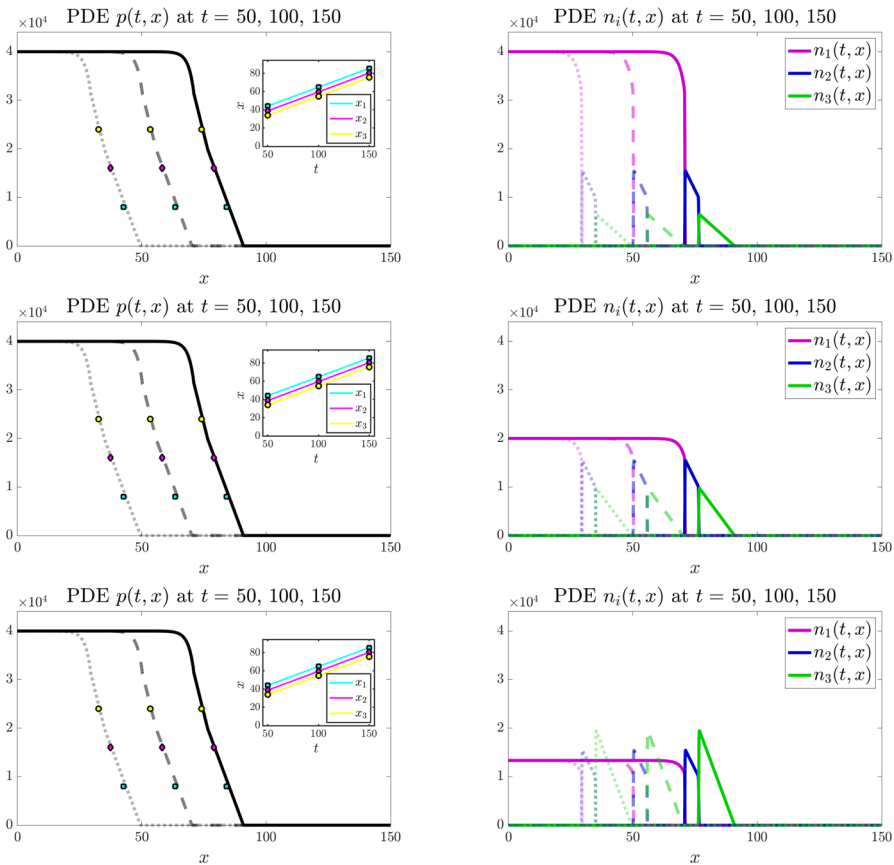 PDE p(t, x) at t = 50, 100, 150
×10⁴
4
3
2
1
0
0
50
100
150
x
80
60
40
20
0
50
100
150
x
t
x₁
x₂
x₃
PDE nᵢ(t, x) at t = 50, 100, 150
×10⁴
4
3
2
1
0
0
50
100
150
x
n₁(t, x)
n₂(t, x)
n₃(t, x)
PDE p(t, x) at t = 50, 100, 150
×10⁴
4
3
2
1
0
0
50
100
150
x
80
60
40
20
0
50
100
150
x
t
x₁
x₂
x₃
PDE nᵢ(t, x) at t = 50, 100, 150
×10⁴
4
3
2
1
0
0
50
100
150
x
n₁(t, x)
n₂(t, x)
n₃(t, x)
PDE p(t, x) at t = 50, 100, 150
×10⁴
4
3
2
1
0
0
50
100
150
x
80
60
40
20
0
50
100
150
x
t
x₁
x₂
x₃
PDE nᵢ(t, x) at t = 50, 100, 150
×10⁴
4
3
2
1
0
0
50
100
150
x
n₁(t, x)
n₂(t, x)
n₃(t, x)